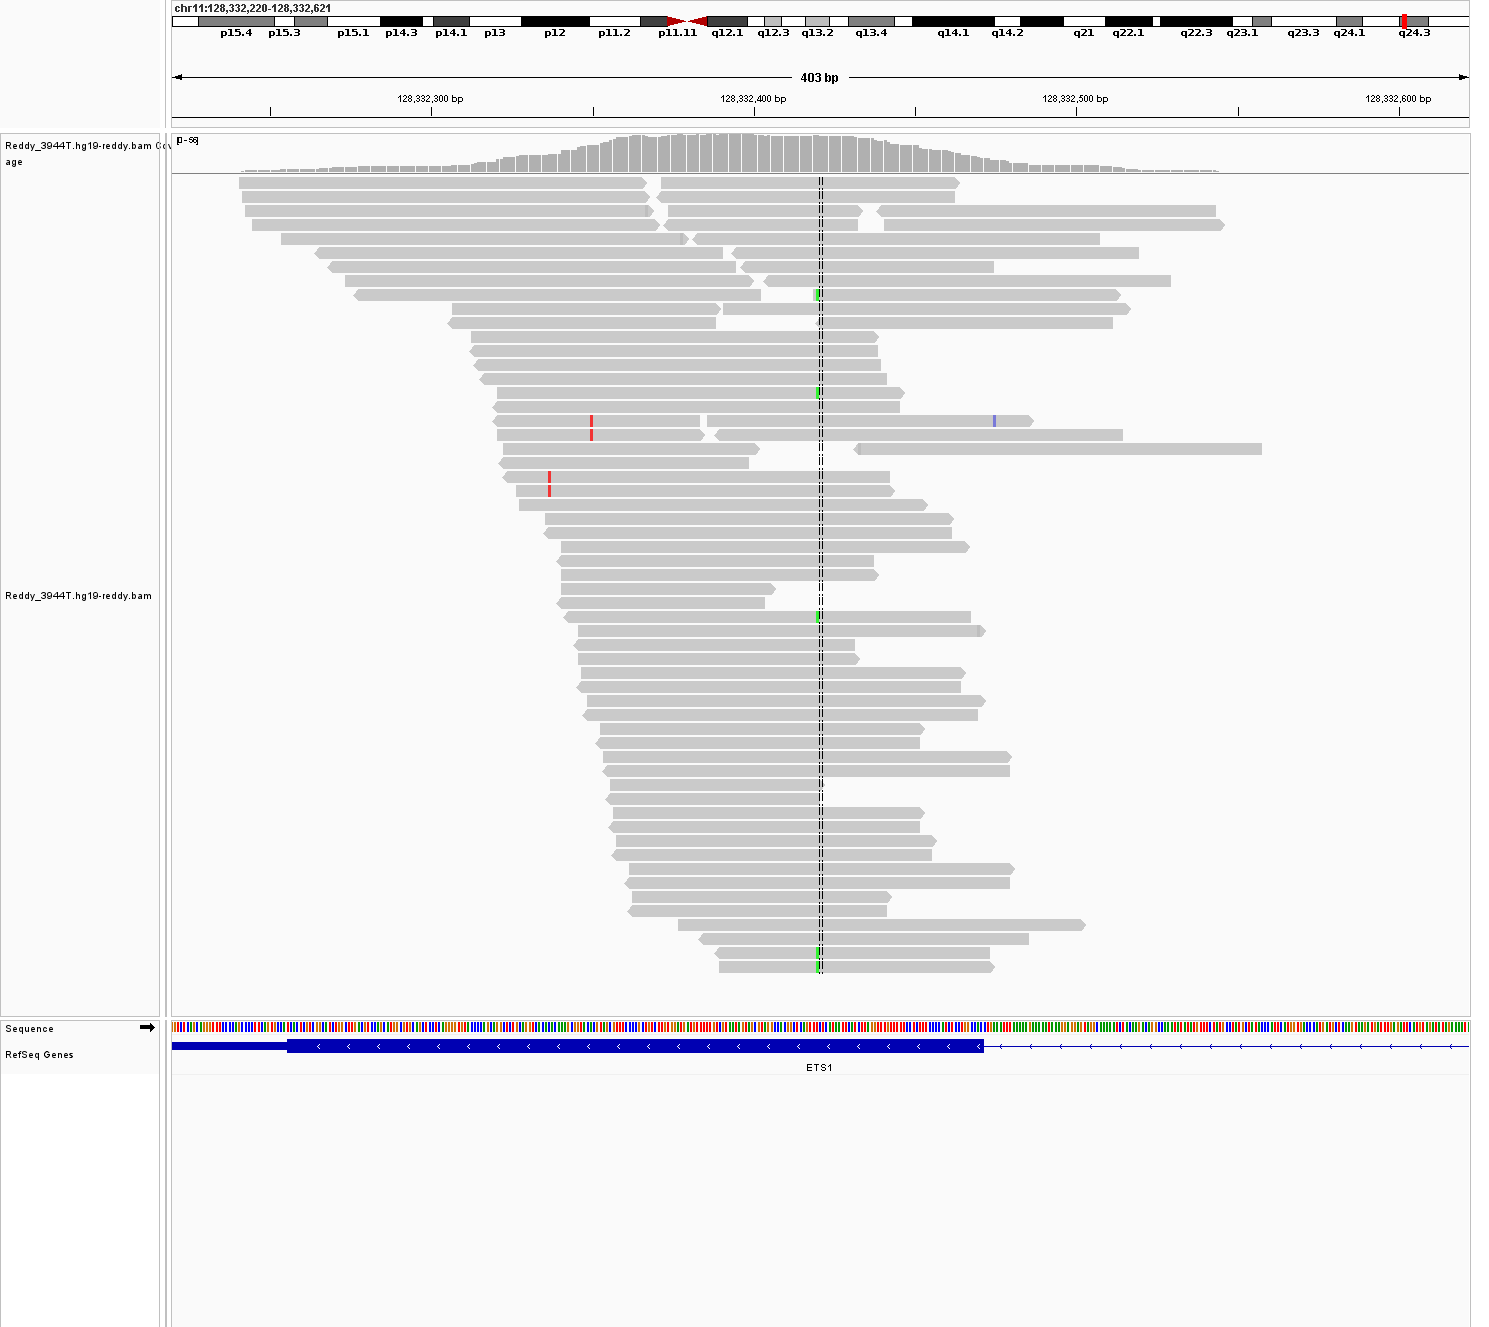 chr11:128,332,220-128,332,621
p15.4 p15.3 p15.1 p14.3 p14.1 p13 p12 p11.2 p11.11 q12.1 q12.3 q13.2 q13.4 q14.1 q14.2 q21 q22.1 q22.3 q23.1 q23.3 q24.1 q24.3
403 bp
128,332,300 bp 128,332,400 bp 128,332,500 bp 128,332,600 bp
Reddy_3944T.hg19-reddy.bam Cov
age
[0-56]
Reddy_3944T.hg19-reddy.bam
Sequence
RefSeq Genes
ETS1